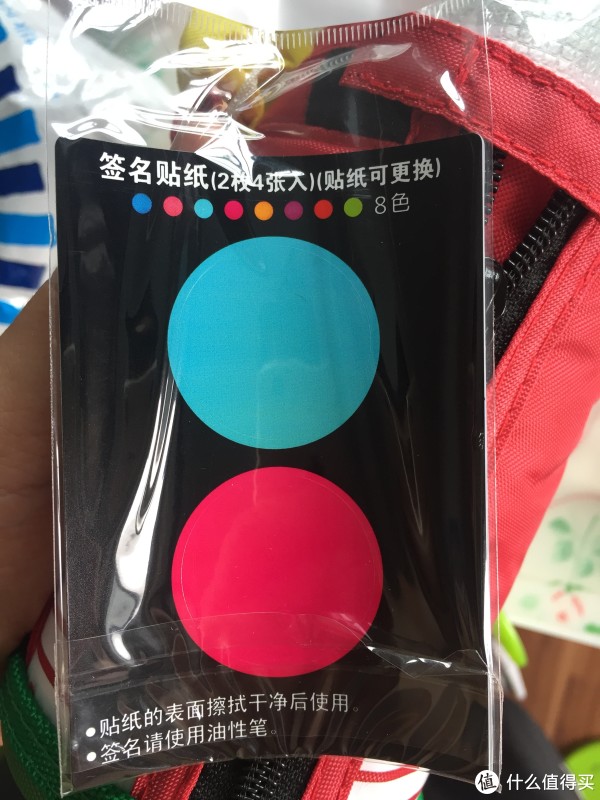 签名贴纸(2枚4张入)(贴纸可更换)
8色
●贴纸的表面擦拭干净后使用。
●签名请使用油性笔。
值 什么值得买